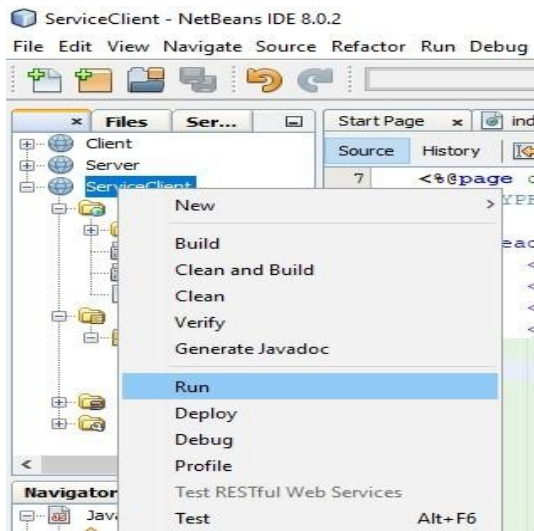 ServiceClient - NetBeans IDE 8.0.2
File Edit View Navigate Source Refactor Run Debug
Files Ser... Start Page ind
Client
Source History
Server
ServiceClient
7 <%@page
New
YPE
Build
Clean and Build
Clean
Verify
Generate Javadoc
Run
Deploy
Debug
Profile
Navigator
Test RESTful Web Services
Java
Test Alt+F6